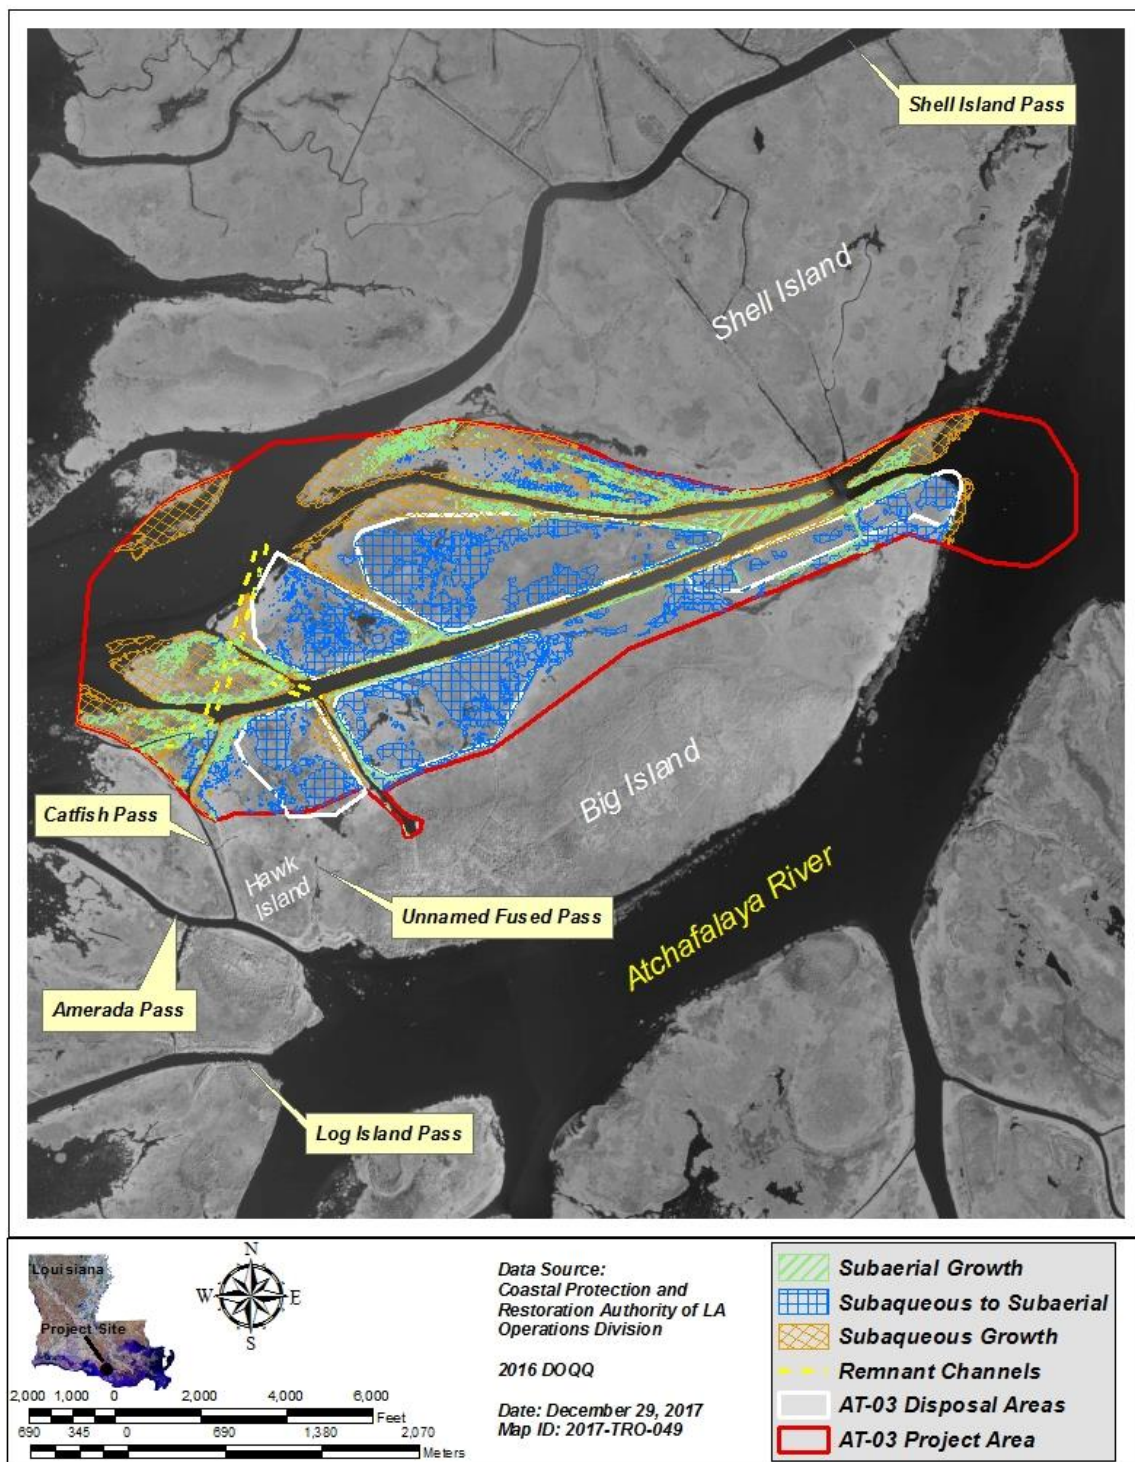 Shell Island Pass
Shell Island
Big Island
Catfish Pass
Hawk
Island
Unnamed Fused Pass
Atchafalaya River
Amerada Pass
Log Island Pass
Louisiana
Project Site
N
W
E
S
2,000 1,000 0 2,000 4,000 6,000
Feet
690 345 0 690 1,380 2,070
Meters
Data Source:
Coastal Protection and
Restoration Authority of LA
Operations Division
2016 DOQQ
Date: December 29, 2017
Map ID: 2017-TRO-049
Subaerial Growth
Subaqueous to Subaerial
Subaqueous Growth
Remnant Channels
AT-03 Disposal Areas
AT-03 Project Area